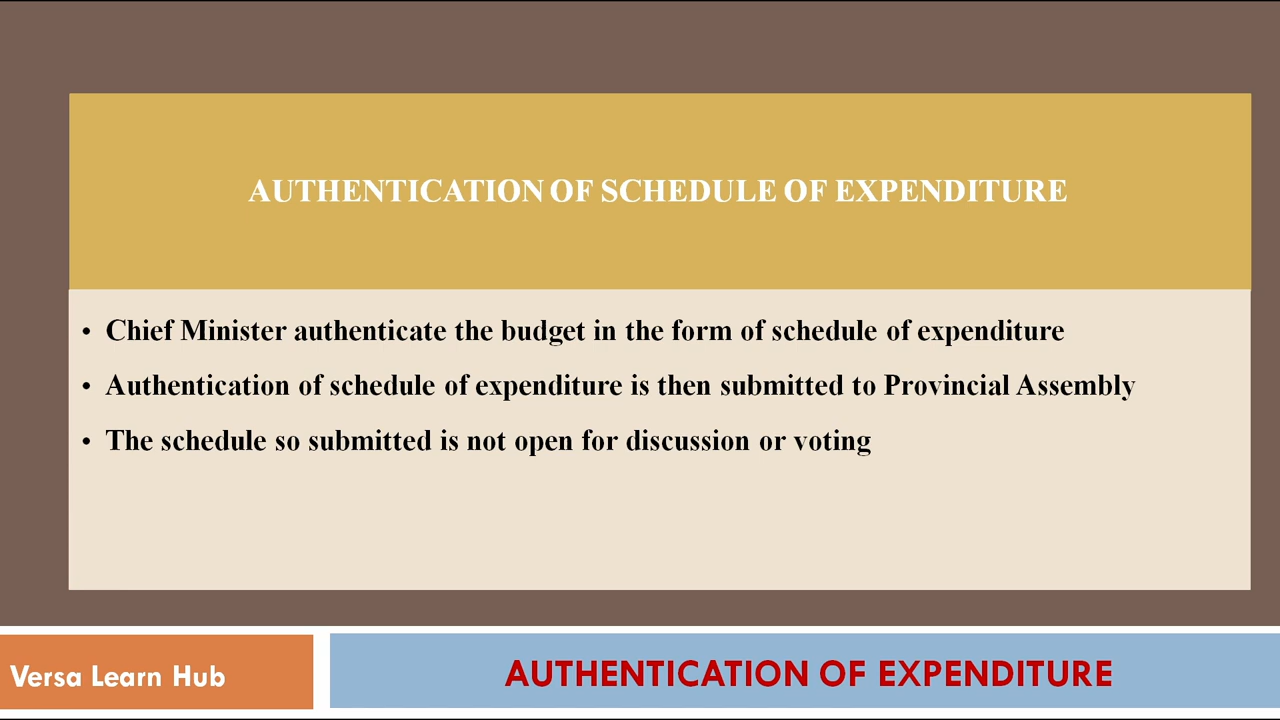 AUTHENTICATION OF SCHEDULE OF EXPENDITURE
• Chief Minister authenticate the budget in the form of schedule of expenditure
• Authentication of schedule of expenditure is then submitted to Provincial Assembly
• The schedule so submitted is not open for discussion or voting
Versa Learn Hub
AUTHENTICATION OF EXPENDITURE